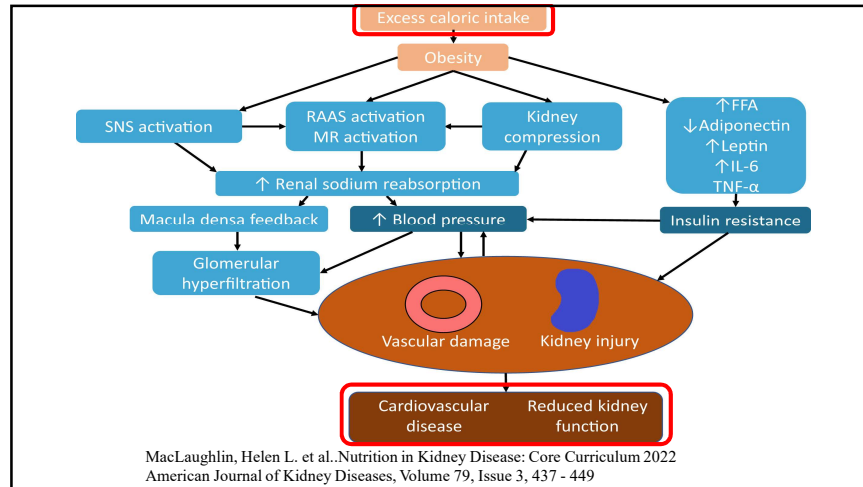 Excess caloric intake
Obesity
SNS activation
RAAS activation
MR activation
Kidney
compression
↑FFA
↓Adiponectin
↑Leptin
↑IL-6
TNF-α
↑ Renal sodium reabsorption
Macula densa feedback
↑ Blood pressure
Insulin resistance
Glomerular
hyperfiltration
Vascular damage
Kidney injury
Cardiovascular
disease
Reduced kidney
function
MacLaughlin, Helen L. et al..Nutrition in Kidney Disease: Core Curriculum 2022
American Journal of Kidney Diseases, Volume 79, Issue 3, 437 - 449